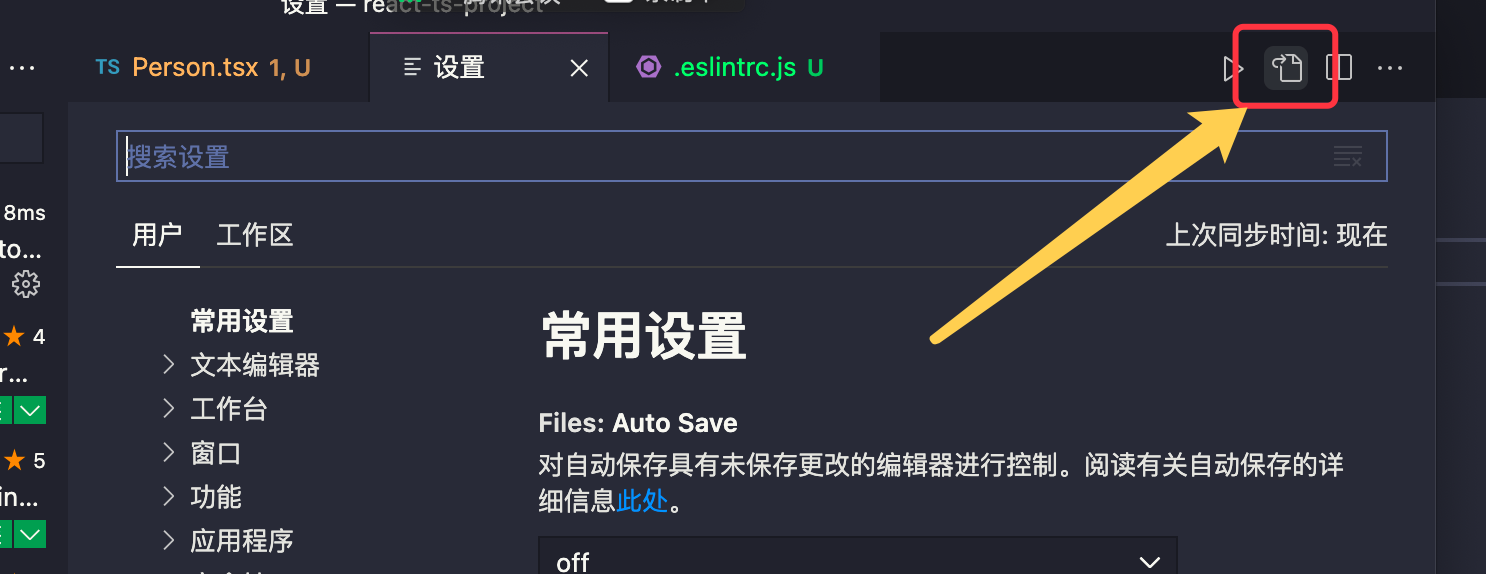 设置 — react-ts-project
TS Person.tsx 1, U
设置
.eslintrc.js U
搜索设置
8ms
用户
工作区
上次同步时间: 现在
to...
常用设置
常用设置
4
文本编辑器
r...
工作台
Files: Auto Save
窗口
对自动保存具有未保存更改的编辑器进行控制。阅读有关自动保存的详
5
in...
功能
细信息此处。
应用程序
off